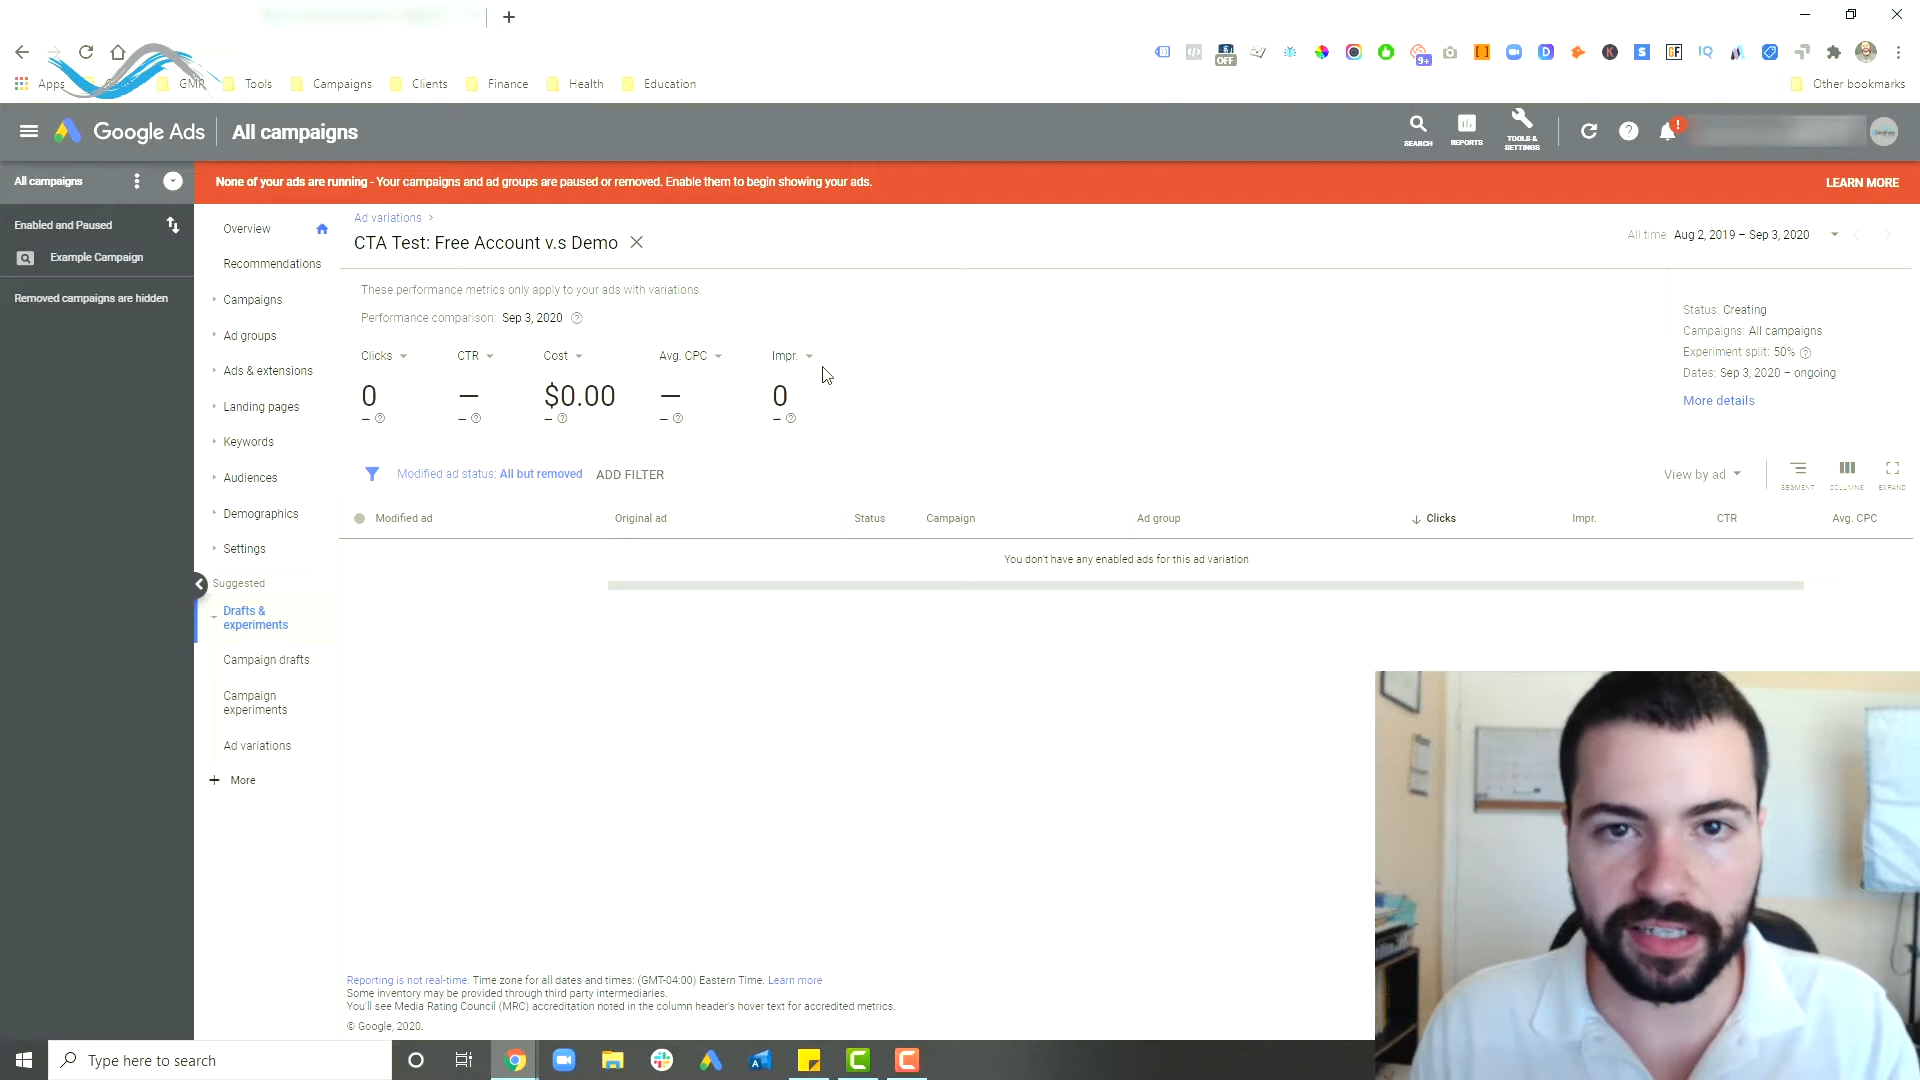 Apps
GMR
Tools
Campaigns
Clients
Finance
Health
Education
Other bookmarks
OFF
9+
Google Ads
All campaigns
SEARCH
REPORTS
TOOLS &
SETTINGS
All campaigns
None of your ads are running - Your campaigns and ad groups are paused or removed. Enable them to begin showing your ads.
LEARN MORE
Enabled and Paused
Example Campaign
Removed campaigns are hidden
Overview
Recommendations
Campaigns
Ad groups
Ads & extensions
Landing pages
Keywords
Audiences
Demographics
Settings
Suggested
Drafts &
experiments
Campaign drafts
Campaign
experiments
Ad variations
+ More
Ad variations >
CTA Test: Free Account v.s Demo
All time Aug 2, 2019 – Sep 3, 2020
These performance metrics only apply to your ads with variations.
Performance comparison: Sep 3, 2020
Clicks
CTR
Cost
Avg. CPC
Impr.
0
—
$0.00
—
0
Status: Creating
Campaigns: All campaigns
Experiment split: 50%
Dates: Sep 3, 2020 – ongoing
More details
Modified ad status: All but removed
ADD FILTER
View by ad
SEGMENT
COLUMNS
EXPAND
Modified ad
Original ad
Status
Campaign
Ad group
Clicks
Impr.
CTR
Avg. CPC
You don't have any enabled ads for this ad variation
Reporting is not real-time. Time zone for all dates and times: (GMT-04:00) Eastern Time. Learn more
Some inventory may be provided through third party intermediaries.
You'll see Media Rating Council (MRC) accreditation noted in the column header's hover text for accredited metrics.
© Google, 2020.
Type here to search